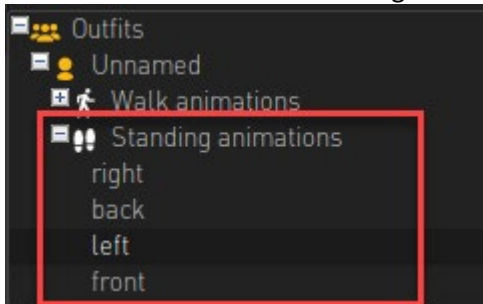 Outfits
Unnamed
Walk animations
Standing animations
right
back
left
front